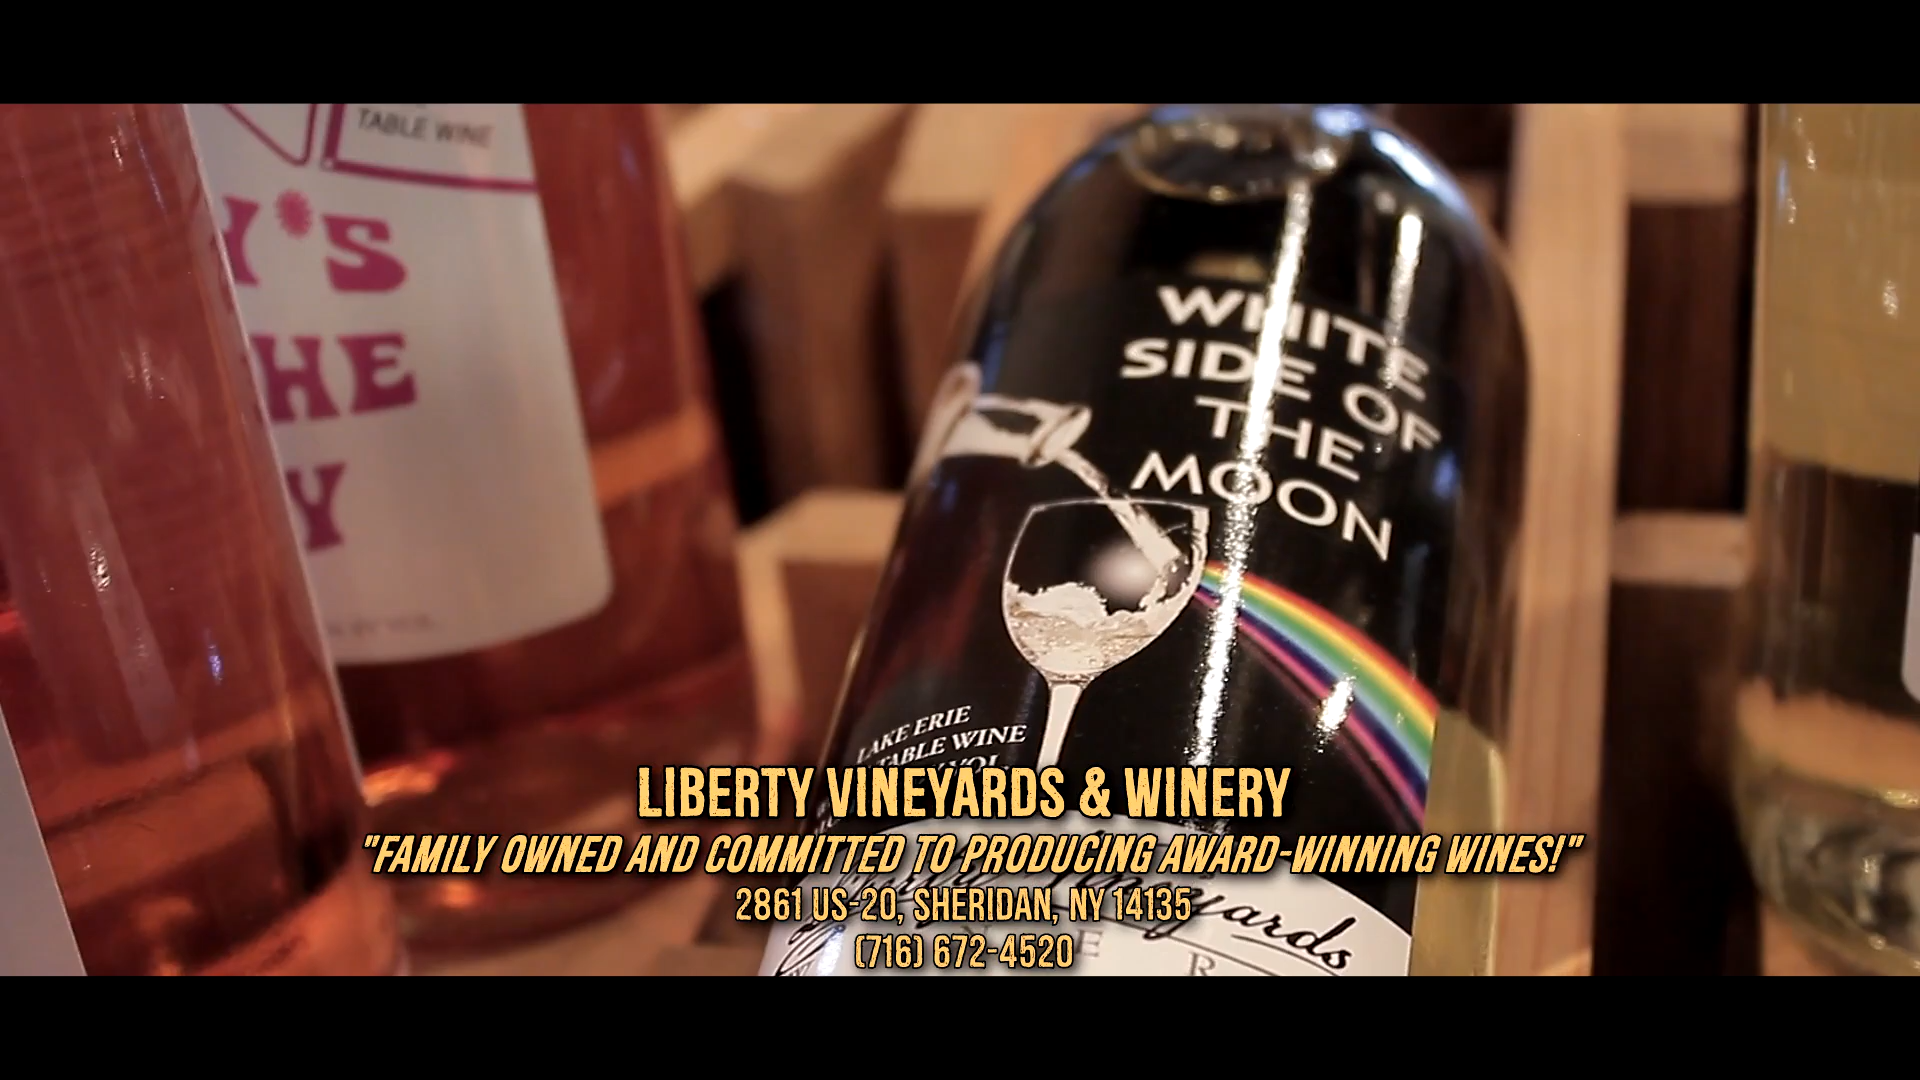 TABLE WINE
WHITE
SIDE OF
THE
MOON
LAKE ERIE
TABLE WINE
LIBERTY VINEYARDS & WINERY
"FAMILY OWNED AND COMMITTED TO PRODUCING AWARD-WINNING WINES!"
2861 US-20, SHERIDAN, NY 14135
(716) 672-4520